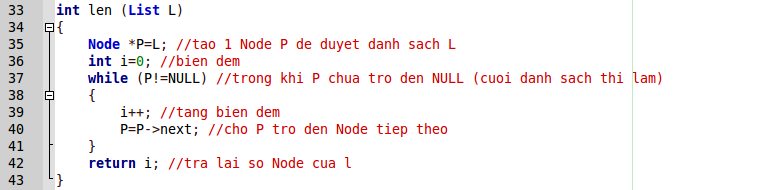 33 int len (List L)
34 {
35 Node *P=L; //tao 1 Node P de duyet danh sach L
36 int i=0; //bien dem
37 while (P!=NULL) //trong khi P chua tro den NULL (cuoi danh sach thi lam)
38 {
39 i++; //tang bien dem
40 P=P->next; //cho P tro den Node tiep theo
41 }
42 return i; //tra lai so Node cua l
43 }